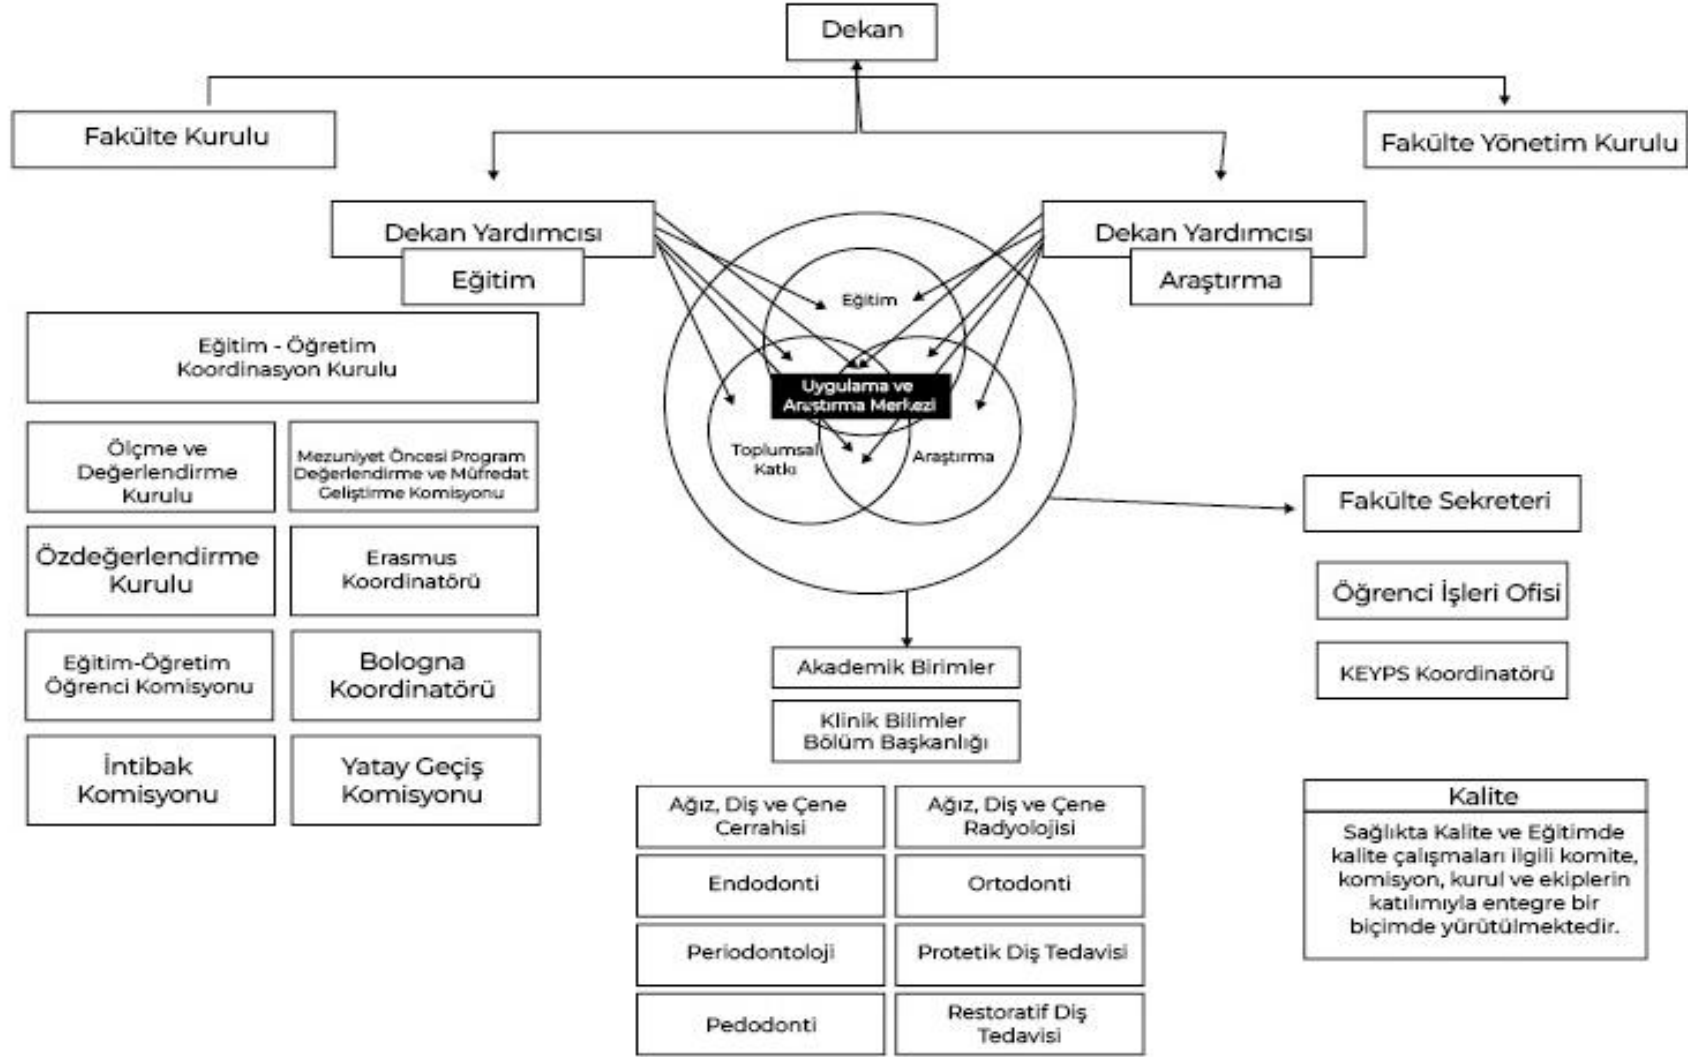 Dekan
Fakülte Kurulu
Fakülte Yönetim Kurulu
Dekan Yardımcısı
Eğitim
Dekan Yardımcısı
Araştırma
Eğitim
Uygulama ve
Araştırma Merkezi
Toplumsal
Katkı
Araştırma
Eğitim - Öğretim
Koordinasyon Kurulu
Ölçme ve
Değerlendirme
Kurulu
Mezuniyet Öncesi Program
Değerlendirme ve Müfredat
Geliştirme Komisyonu
Özdeğerlendirme
Kurulu
Erasmus
Koordinatörü
Eğitim-Öğretim
Öğrenci Komisyonu
Bologna
Koordinatörü
İntibak
Komisyonu
Yatay Geçiş
Komisyonu
Fakülte Sekreteri
Öğrenci İşleri Ofisi
KEYPS Koordinatörü
Akademik Birimler
Klinik Bilimler
Bölüm Başkanlığı
Ağız, Diş ve Çene
Cerrahisi
Ağız, Diş ve Çene
Radyolojisi
Endodonti
Ortodonti
Periodontoloji
Protetik Diş Tedavisi
Pedodonti
Restoratif Diş
Tedavisi
Kalite
Sağlıkta Kalite ve Eğitimde
kalite çalışmaları ilgili komite,
komisyon, kurul ve ekiplerin
katılımıyla entegre bir
biçimde yürütülmektedir.